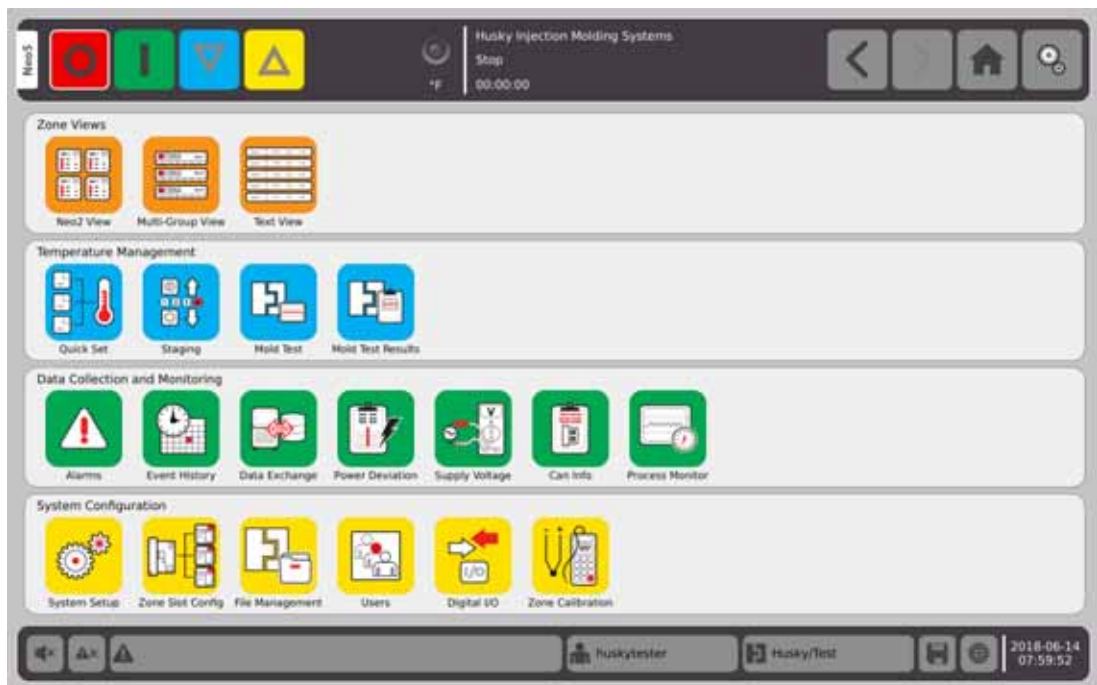 Neo5
Husky Injection Molding Systems
Stop
°F
00:00:00
Zone Views
Neo2 View
Multi-Group View
Text View
Temperature Management
Quick Set
Staging
Mold Test
Mold Test Results
Data Collection and Monitoring
Alarms
Event History
Data Exchange
Power Deviation
Supply Voltage
Can Info
Process Monitor
System Configuration
I/O
System Setup
Zone Slot Config
File Management
Users
Digital I/O
Zone Calibration
huskytester
Husky/Test
2018-06-14
07:59:52